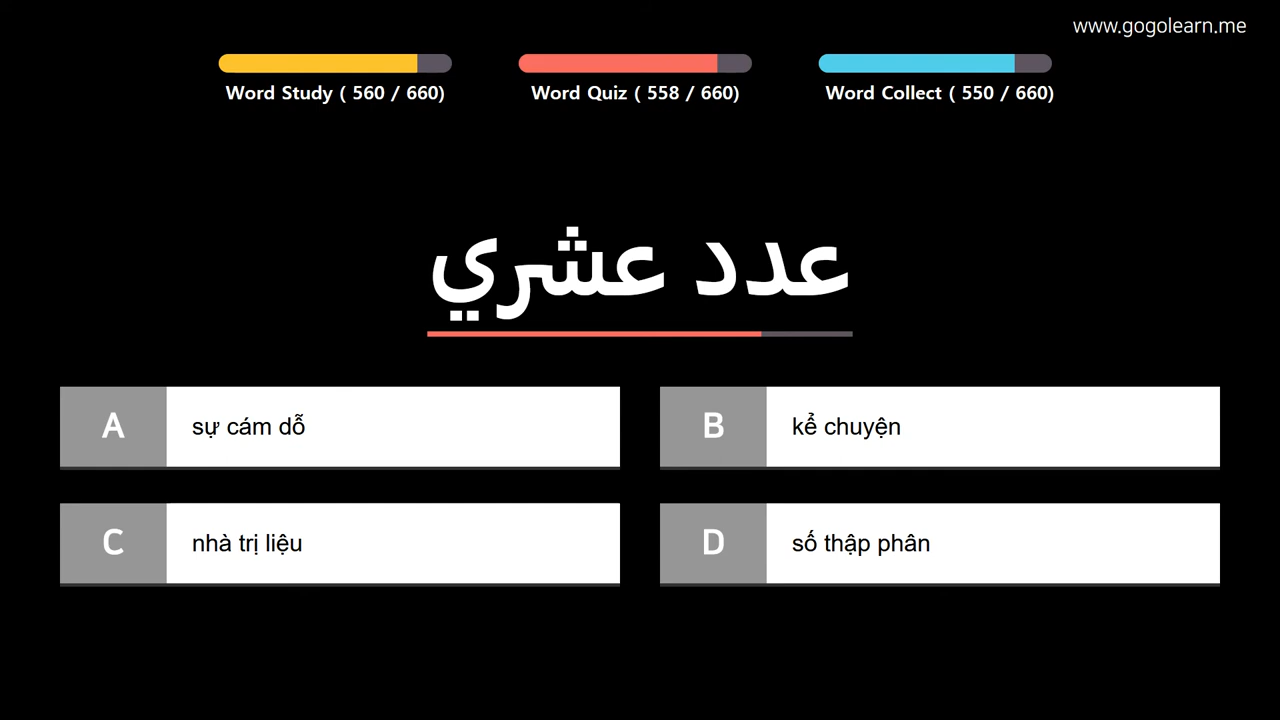 www.gogolearn.me
Word Study ( 560 / 660)
Word Quiz ( 558 / 660)
Word Collect ( 550 / 660)
عدد عشري
A
sự cám dỗ
B
kể chuyện
C
nhà trị liệu
D
số thập phân